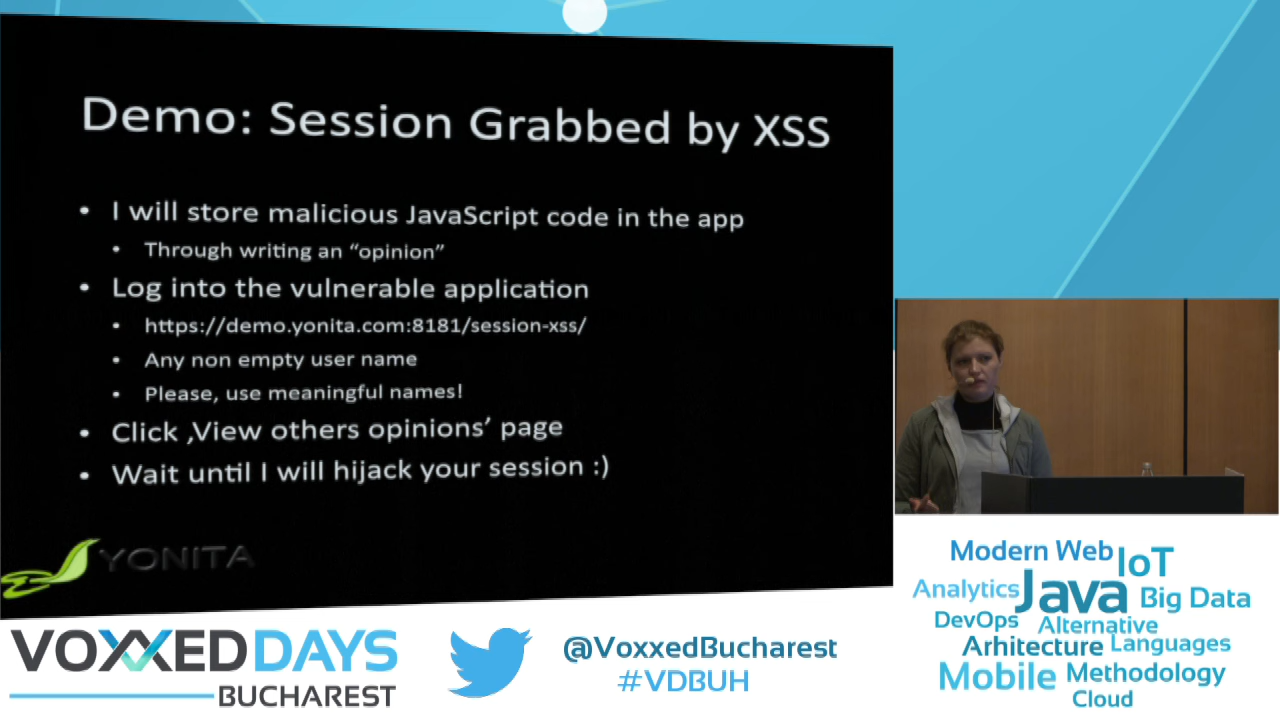 Demo: Session Grabbed by XSS
• I will store malicious JavaScript code in the app
• Through writing an “opinion”
• Log into the vulnerable application
• https://demo.yonita.com:8181/session-xss/
• Any non empty user name
• Please, use meaningful names!
• Click ‚View others opinions’ page
• Wait until I will hijack your session :)
YONITA
VOXXED DAYS
BUCHAREST
@VoxxedBucharest
#VDBUH
Modern Web
IoT
Analytics
Java
Big Data
DevOps
Alternative
Arhitecture
Languages
Mobile
Methodology
Cloud